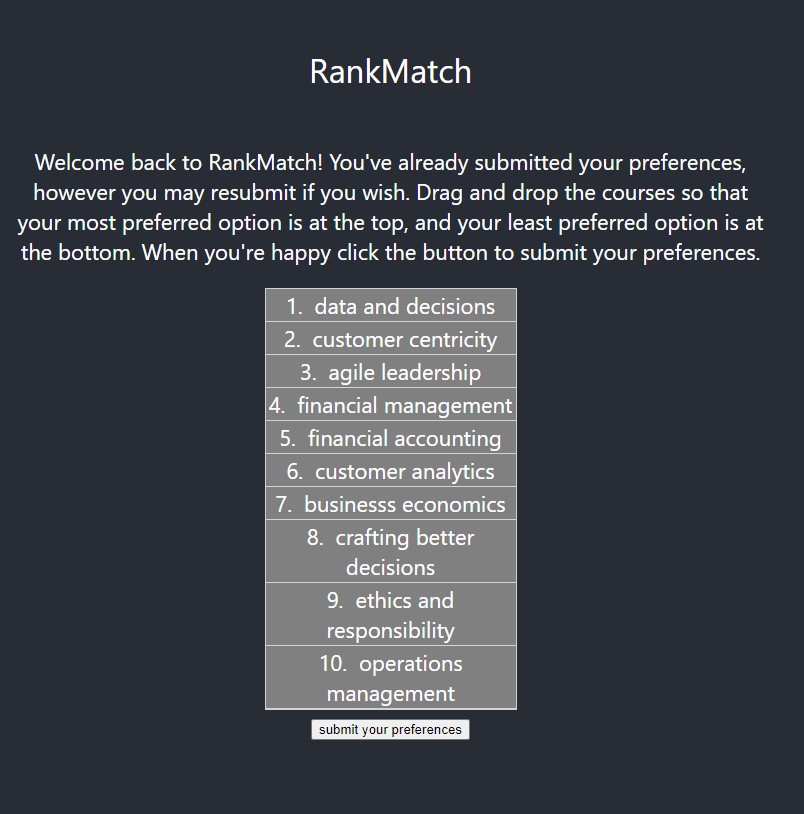 RankMatch
Welcome back to RankMatch! You've already submitted your preferences,
however you may resubmit if you wish. Drag and drop the courses so that
your most preferred option is at the top, and your least preferred option is at
the bottom. When you're happy click the button to submit your preferences.
1. data and decisions
2. customer centricity
3. agile leadership
4. financial management
5. financial accounting
6. customer analytics
7. businesss economics
8. crafting better
decisions
9. ethics and
responsibility
10. operations
management
submit your preferences